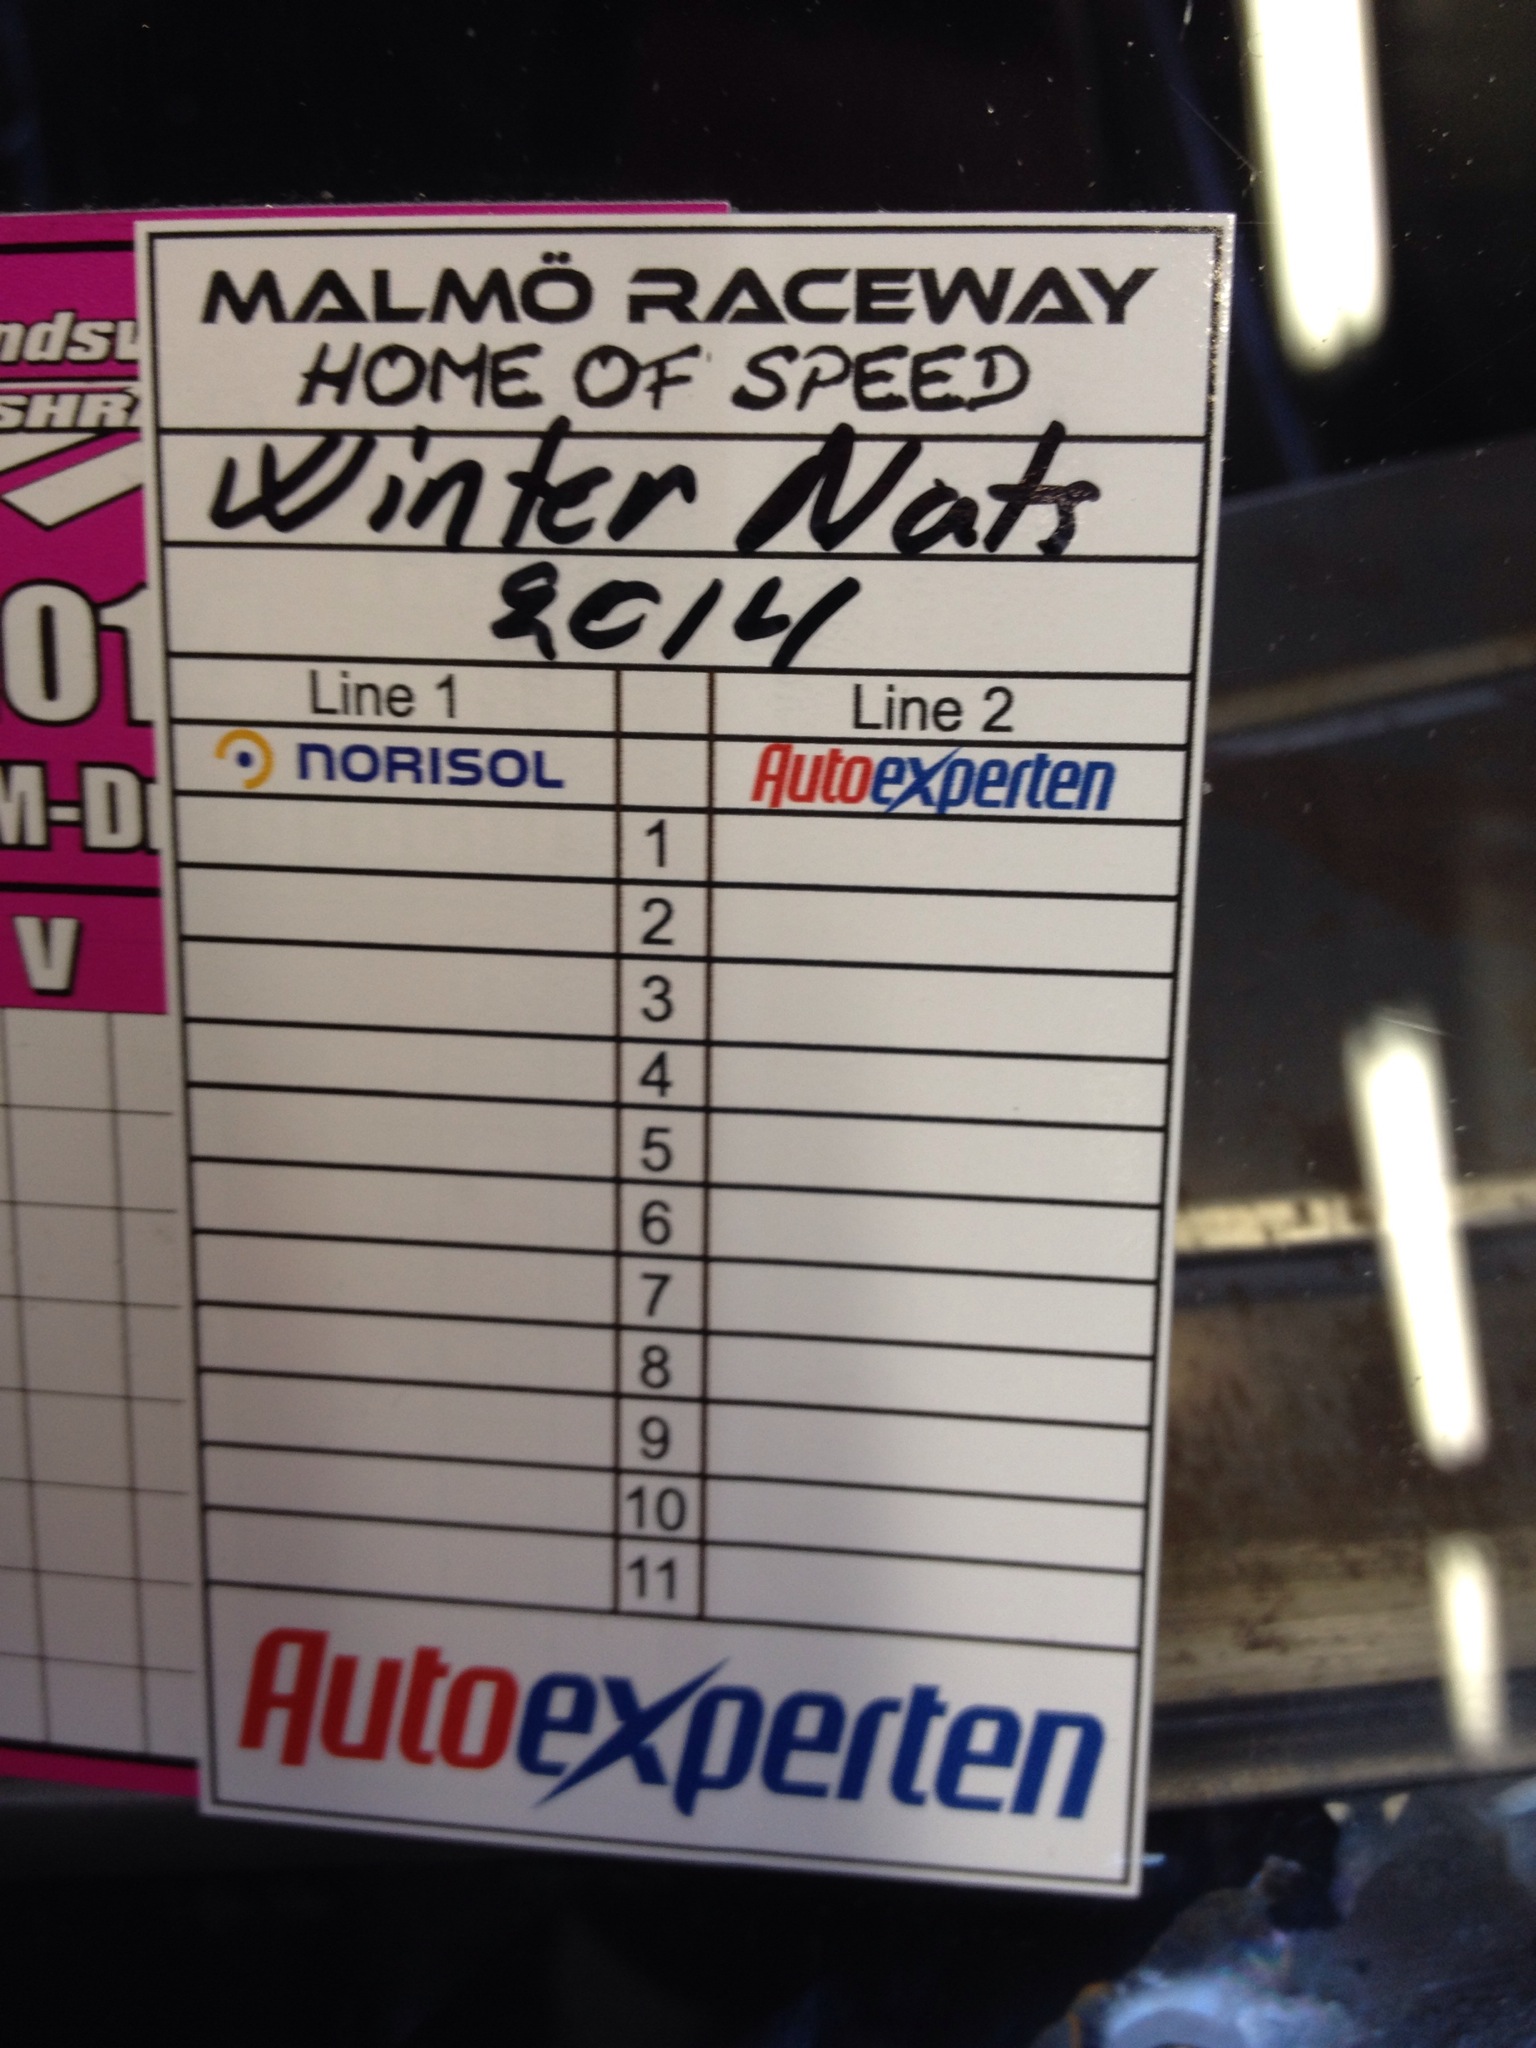 MALMÖ RACEWAY
HOME OF SPEED
Winter Nats
2014
Line 1 Line 2
NORISOL Autoexperten
1
2
3
4
5
6
7
8
9
10
11
Autoexperten
V